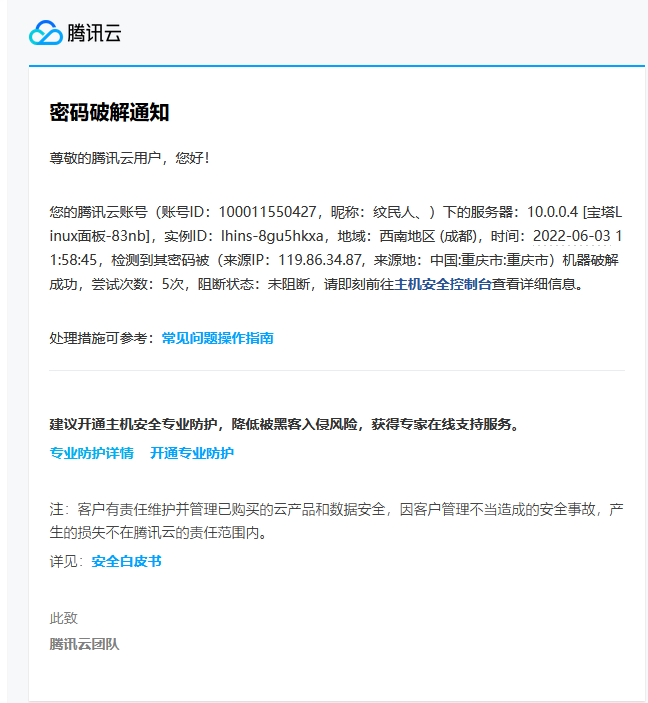 腾讯云
密码破解通知
尊敬的腾讯云用户，您好！
您的腾讯云账号（账号ID：100011550427，昵称：纹民人、）下的服务器：10.0.0.4 [宝塔L
inux面板-83nb]，实例ID：lhins-8gu5hkxa，地域：西南地区 (成都)，时间：2022-06-03 1
1:58:45，检测到其密码被（来源IP：119.86.34.87，来源地：中国:重庆市:重庆市）机器破解
成功，尝试次数：5次，阻断状态：未阻断，请即刻前往主机安全控制台查看详细信息。
处理措施可参考：常见问题操作指南
建议开通主机安全专业防护，降低被黑客入侵风险，获得专家在线支持服务。
专业防护详情 开通专业防护
注：客户有责任维护并管理已购买的云产品和数据安全，因客户管理不当造成的安全事故，产
生的损失不在腾讯云的责任范围内。
详见：安全白皮书
此致
腾讯云团队